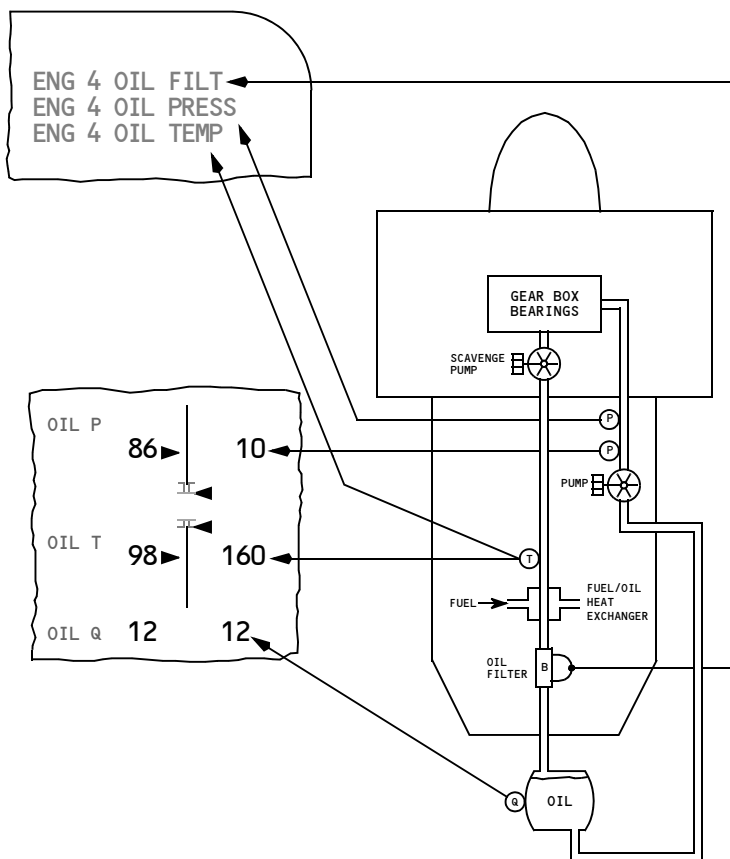 ENG 4 OIL FILT
ENG 4 OIL PRESS
ENG 4 OIL TEMP
GEAR BOX
BEARINGS
SCAVENGE
PUMP
OIL P
86
10
P
P
PUMP
OIL T
98
160
T
FUEL
FUEL/OIL
HEAT
EXCHANGER
OIL Q
12
12
OIL
FILTER
B
Q
OIL